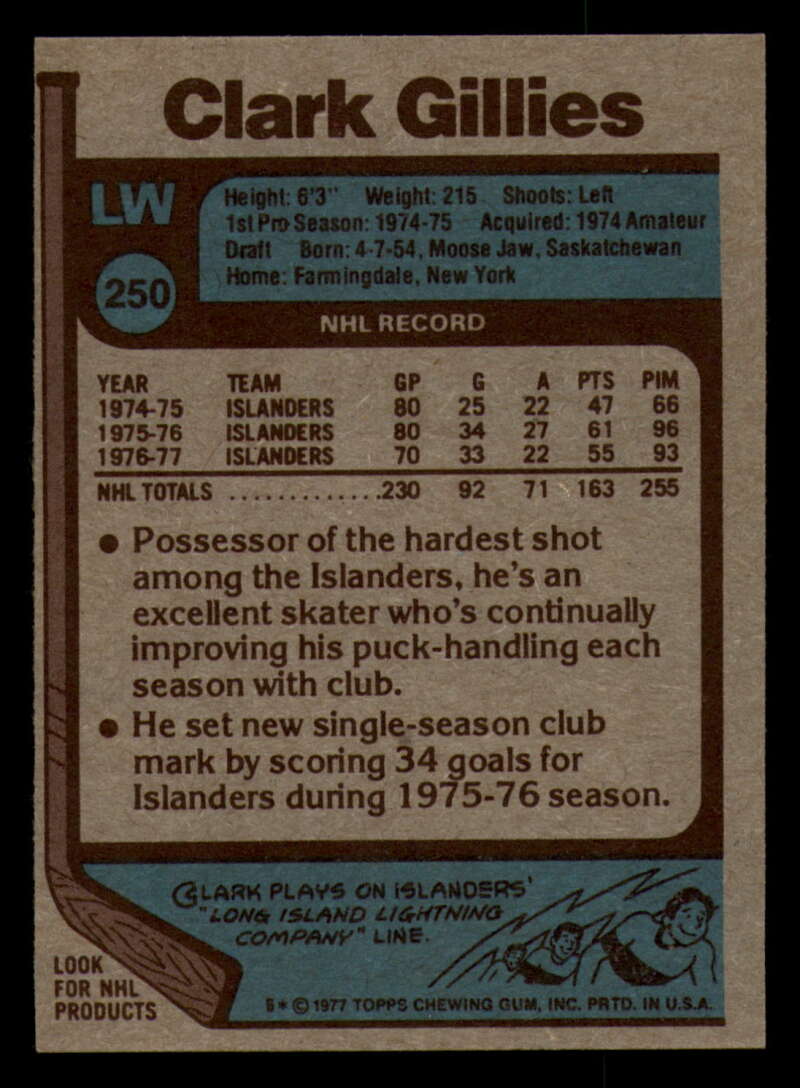 Clark Gillies
LW
Height: 6'3" Weight: 215 Shoots: Left
1st Pro Season: 1974-75 Acquired: 1974 Amateur
Draft Born: 4-7-54, Moose Jaw, Saskatchewan
Home: Farmingdale, New York
250
NHL RECORD
YEAR TEAM GP G A PTS PIM
1974-75 ISLANDERS 80 25 22 47 66
1975-76 ISLANDERS 80 34 27 61 96
1976-77 ISLANDERS 70 33 22 55 93
NHL TOTALS ..............230 92 71 163 255
● Possessor of the hardest shot
among the Islanders, he's an
excellent skater who's continually
improving his puck-handling each
season with club.
● He set new single-season club
mark by scoring 34 goals for
Islanders during 1975-76 season.
CLARK PLAYS ON ISLANDERS'
"LONG ISLAND LIGHTNING
COMPANY" LINE.
LOOK
FOR NHL
PRODUCTS
* © 1977 TOPPS CHEWING GUM, INC. PRTD. IN U.S.A.